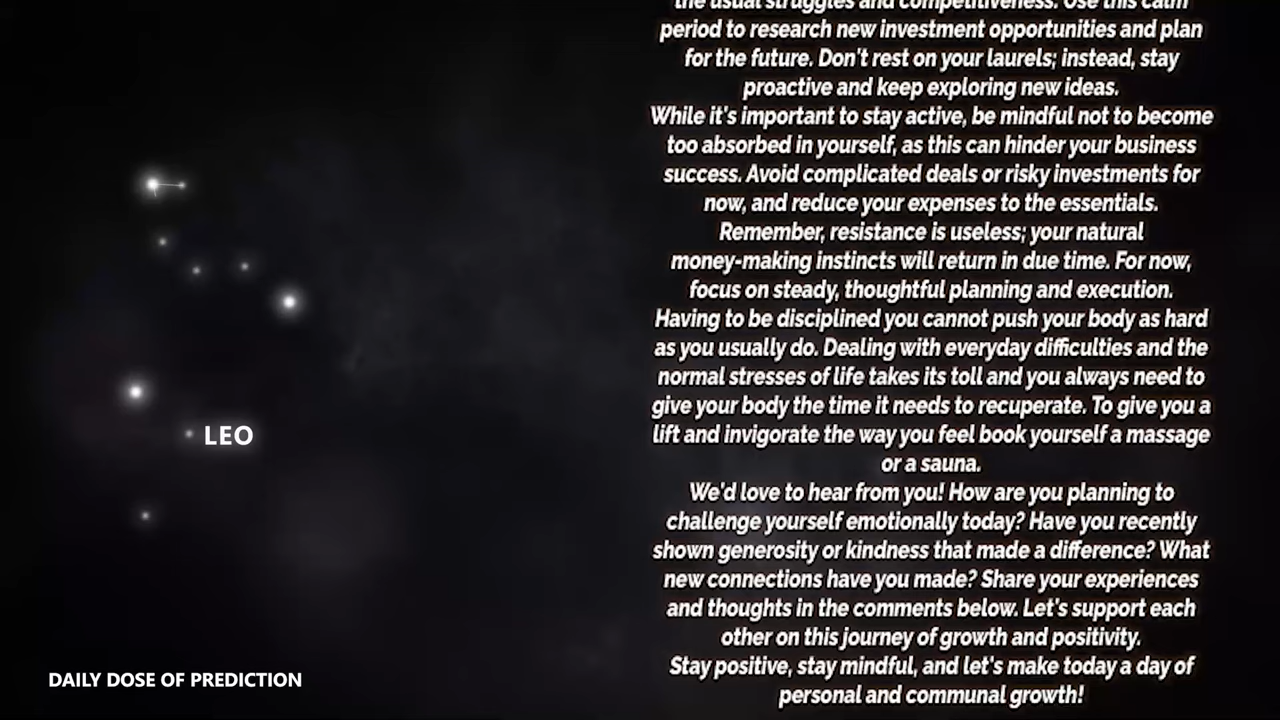 the usual struggles and competitiveness. Use this calm
period to research new investment opportunities and plan
for the future. Don't rest on your laurels; instead, stay
proactive and keep exploring new ideas.
While it's important to stay active, be mindful not to become
too absorbed in yourself, as this can hinder your business
success. Avoid complicated deals or risky investments for
now, and reduce your expenses to the essentials.
Remember, resistance is useless; your natural
money-making instincts will return in due time. For now,
focus on steady, thoughtful planning and execution.
Having to be disciplined you cannot push your body as hard
as you usually do. Dealing with everyday difficulties and the
normal stresses of life takes its toll and you always need to
give your body the time it needs to recuperate. To give you a
lift and invigorate the way you feel book yourself a massage
or a sauna.
We'd love to hear from you! How are you planning to
challenge yourself emotionally today? Have you recently
shown generosity or kindness that made a difference? What
new connections have you made? Share your experiences
and thoughts in the comments below. Let's support each
other on this journey of growth and positivity.
Stay positive, stay mindful, and let's make today a day of
personal and communal growth!
LEO
DAILY DOSE OF PREDICTION